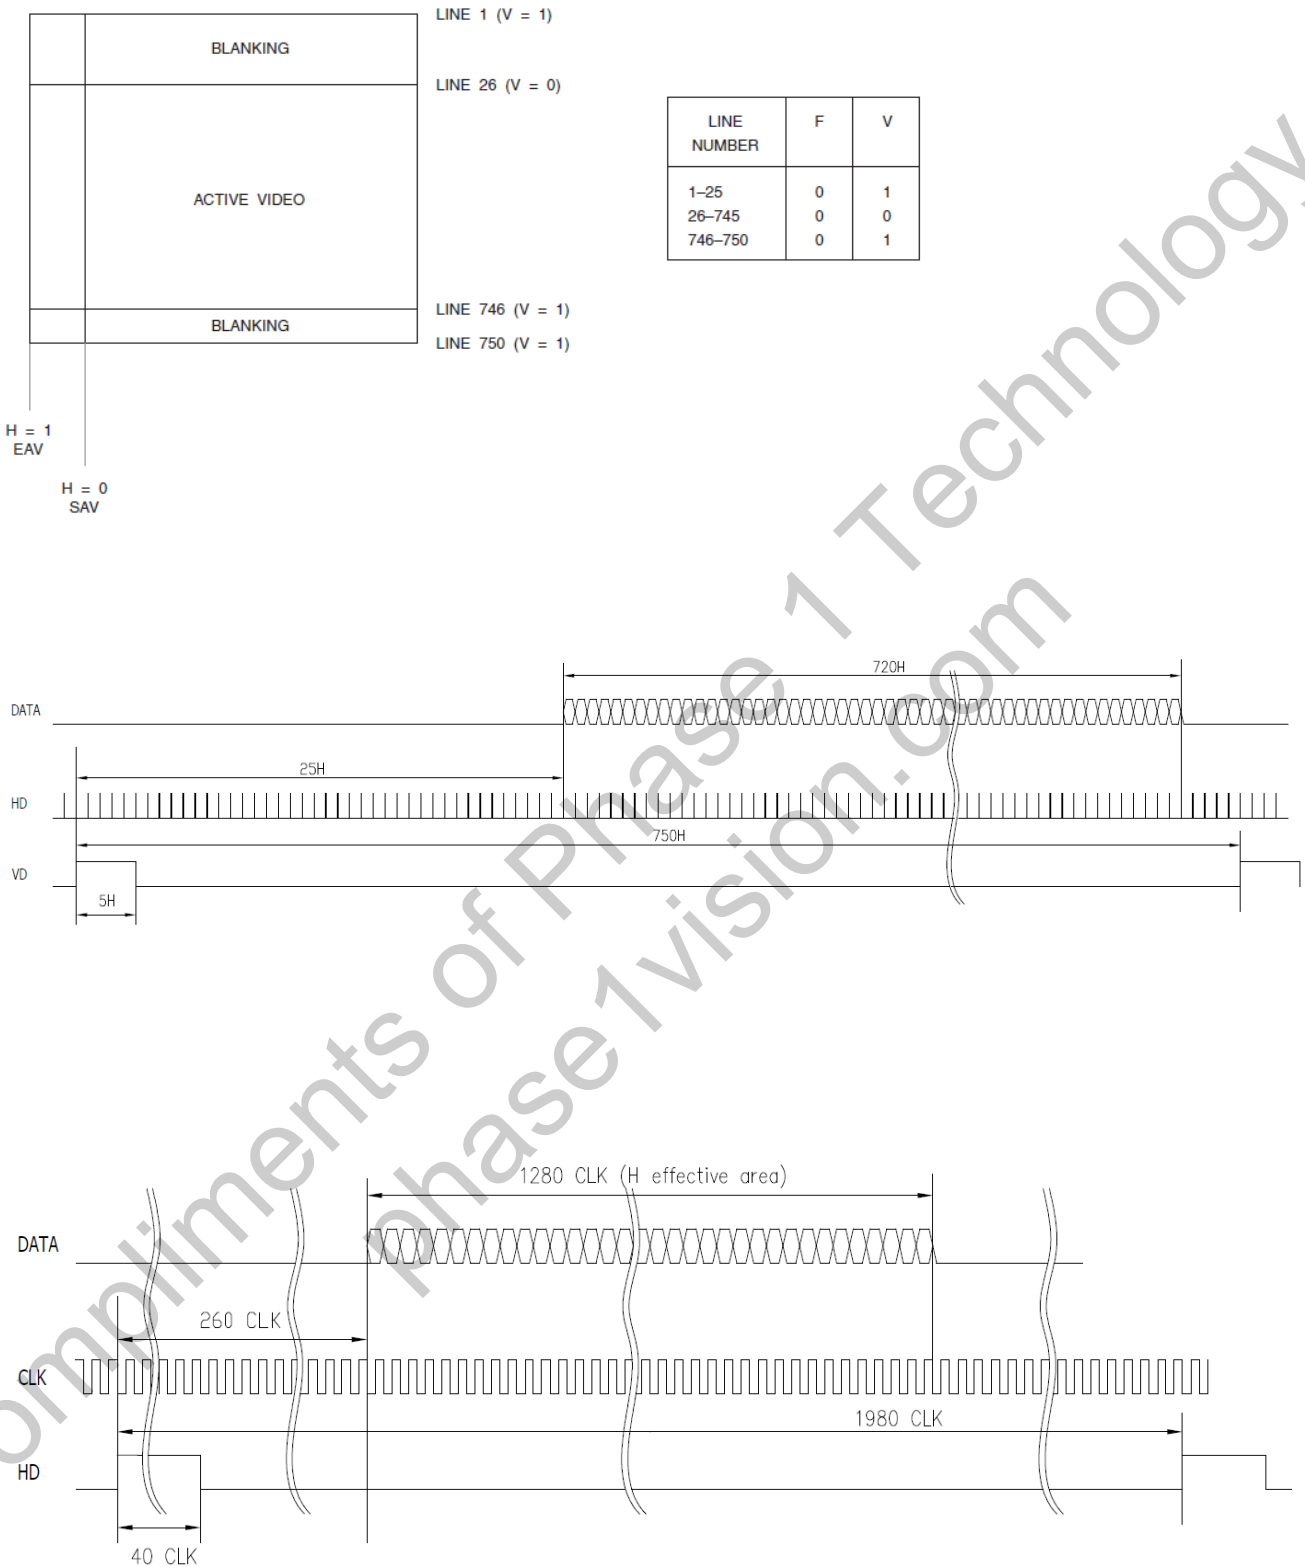 LINE 1 (V = 1)
BLANKING
LINE 26 (V = 0)
ACTIVE VIDEO
LINE 746 (V = 1)
BLANKING
LINE 750 (V = 1)
H = 1
EAV
H = 0
SAV
LINE NUMBER F V
1–25 0 1
26–745 0 0
746–750 0 1
720H
DATA
25H
HD
750H
VD
5H
1280 CLK (H effective area)
DATA
260 CLK
CLK
1980 CLK
HD
40 CLK
ompliments of Phase 1 Technology
phase1vision.com